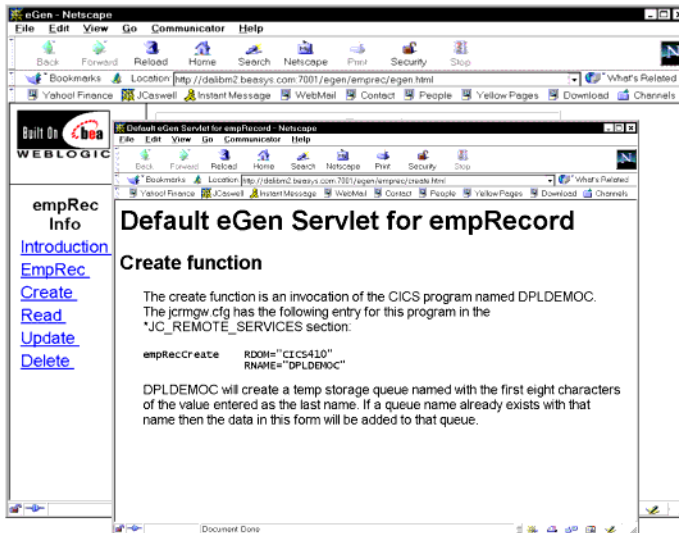 eGen - Netscape
File Edit View Go Communicator Help
Back Forward Reload Home Search Netscape Print Security Stop
Bookmarks Location: http://dalibm2.beasys.com:7001/egen/emprec/egen.html What's Related
Yahoo! Finance JCaswell Instant Message WebMail Contact People Yellow Pages Download Channels
Built On bea
WEBLOGIC
empRec
Info
Introduction
EmpRec
Create
Read
Update
Delete
Default eGen Servlet for empRecord - Netscape
File Edit View Go Communicator Help
Back Forward Reload Home Search Netscape Print Security Stop
Bookmarks Location: http://dalibm2.beasys.com:7001/egen/emprec/create.html What's Related
Yahoo! Finance JCaswell Instant Message WebMail Contact People Yellow Pages Download Channels
Default eGen Servlet for empRecord
Create function
The create function is an invocation of the CICS program named DPLDEMOC.
The jcrmgw.cfg has the following entry for this program in the
*JC_REMOTE_SERVICES section:
empRecCreate RDOM="CICS410"
RNAME="DPLDEMOC"
DPLDEMOC will create a temp storage queue named with the first eight characters
of the value entered as the last name. If a queue name already exists with that
name then the data in this form will be added to that queue.
Document Done